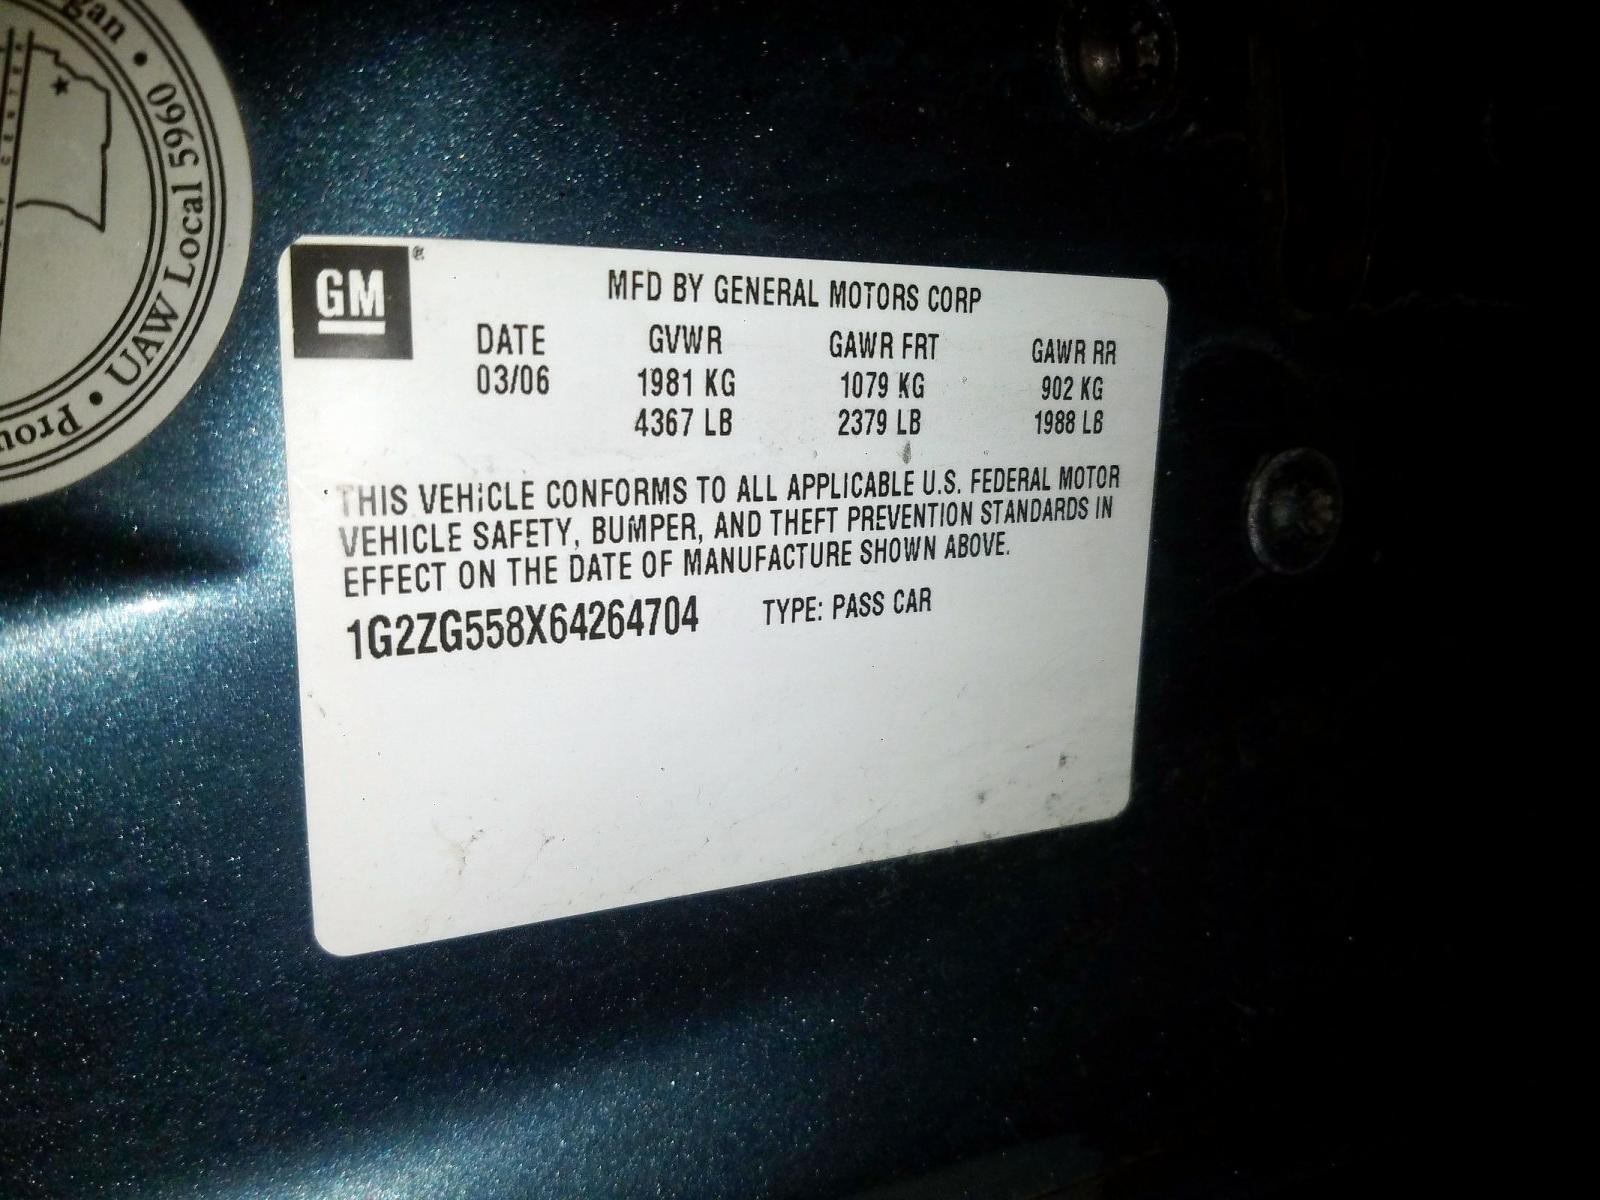 gan • UAW Local 5960 • Prou
GM
MFD BY GENERAL MOTORS CORP
DATE GVWR GAWR FRT GAWR RR
03/06 1981 KG 1079 KG 902 KG
4367 LB 2379 LB 1988 LB
THIS VEHICLE CONFORMS TO ALL APPLICABLE U.S. FEDERAL MOTOR
VEHICLE SAFETY, BUMPER, AND THEFT PREVENTION STANDARDS IN
EFFECT ON THE DATE OF MANUFACTURE SHOWN ABOVE.
1G2ZG558X64264704 TYPE: PASS CAR